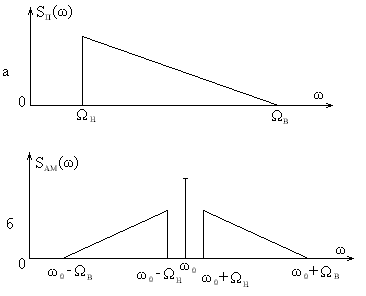 S_П(ω)
а
0
Ω_Н
Ω_В
ω
S_АМ(ω)
б
0
ω_0-Ω_В
ω_0-Ω_Н
ω_0
ω_0+Ω_Н
ω_0+Ω_В
ω